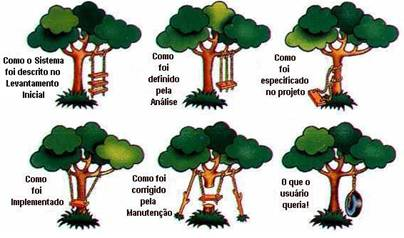 Como o Sistema
foi descrito no
Levantamento
Inicial
Como
foi
definido
pela
Análise
Como
foi
especificado
no projeto
Como
foi
Implementado
Como foi
corrigido
pela
Manutenção
O que o
usuário
queria!